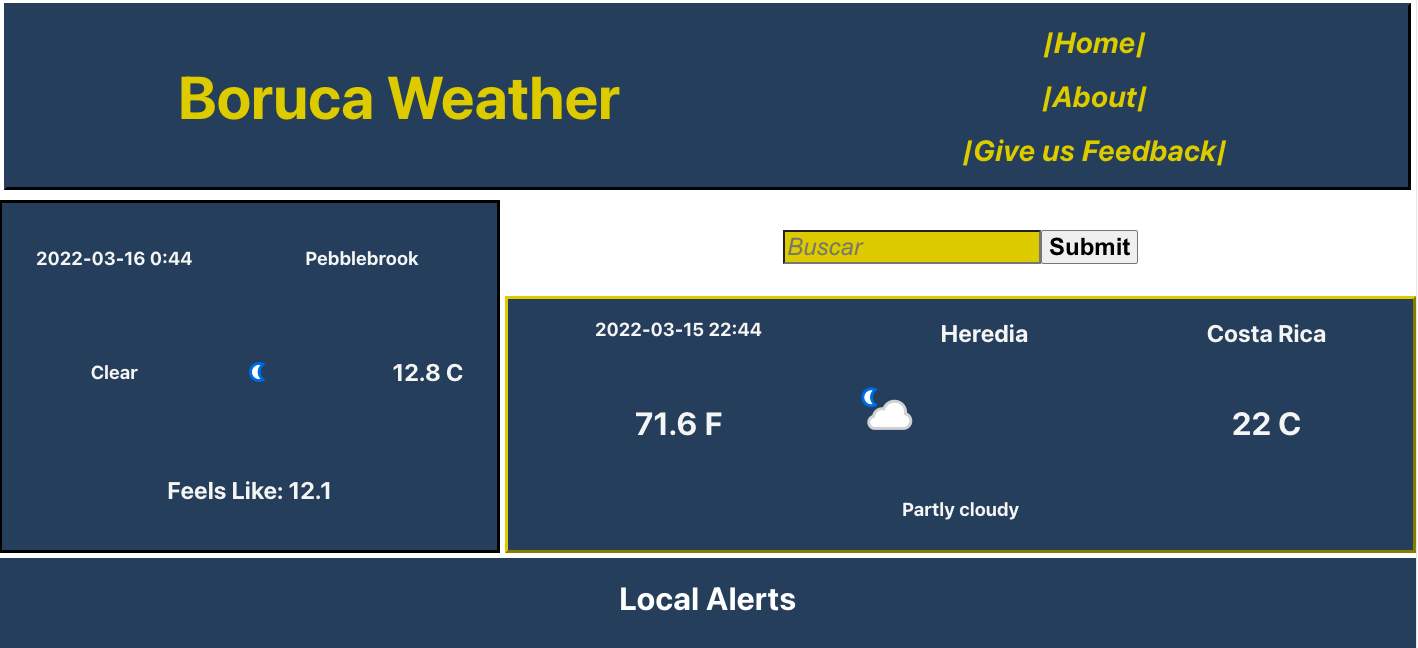 Boruca Weather
|Home|
|About|
|Give us Feedback|
2022-03-16 0:44 Pebblebrook
Clear 12.8 C
Feels Like: 12.1
Buscar Submit
2022-03-15 22:44 Heredia Costa Rica
71.6 F 22 C
Partly cloudy
Local Alerts